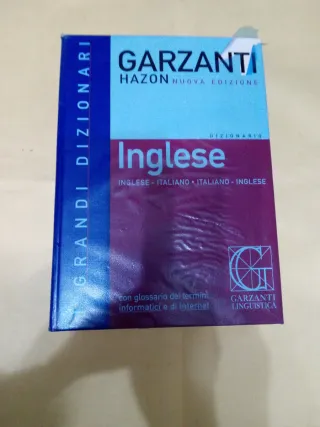 GRANDI DIZIONARI
GARZANTI
HAZON NUOVA EDIZIONE
DIZIONARIO
Inglese
INGLESE - ITALIANO • ITALIANO - INGLESE
con glossario dei termini
informatici e di Internet
GARZANTI
LINGUISTICA